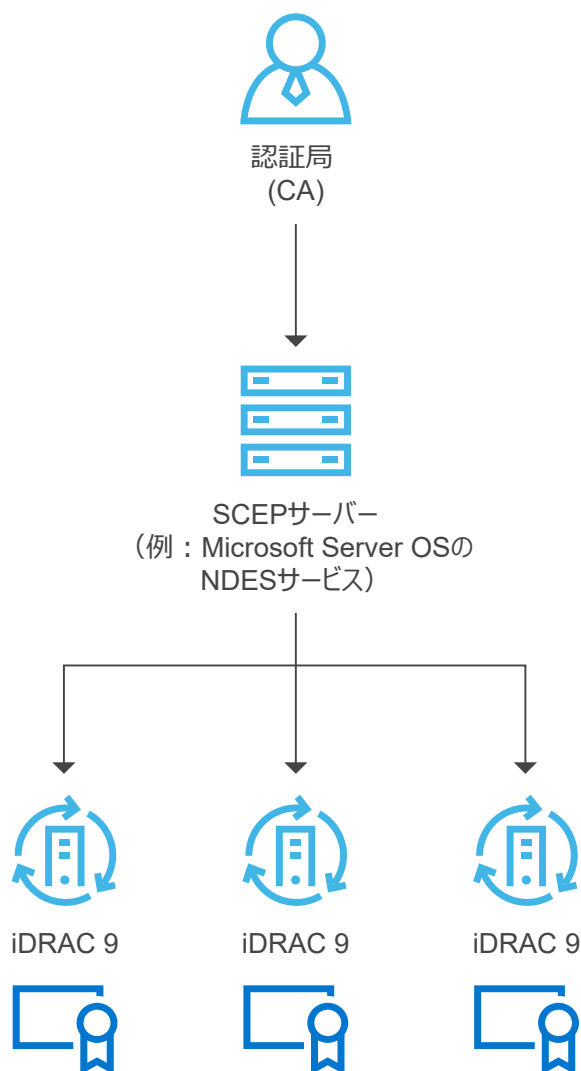 認証局
(CA)
SCEPサーバー
（例：Microsoft Server OSの
NDESサービス）
iDRAC 9
iDRAC 9
iDRAC 9